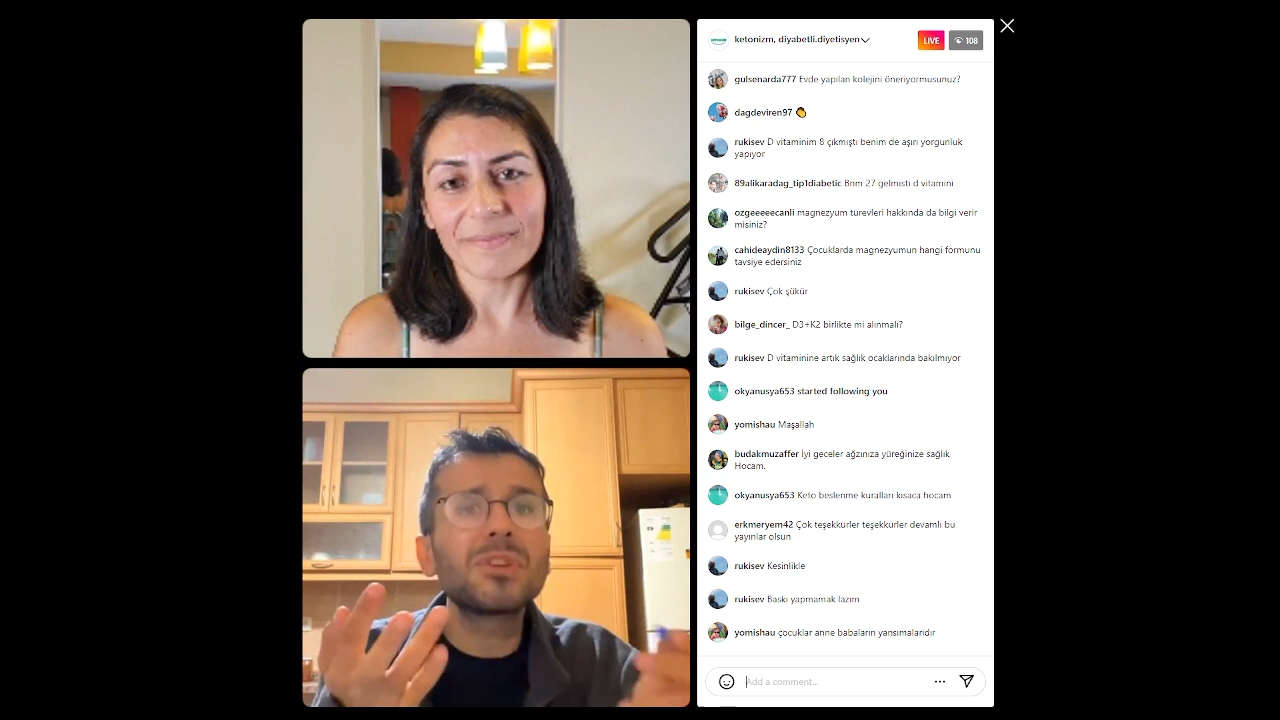 ketonizm, diyabetli.diyetisyen
LIVE
108
gulsenarda777 Evde yapılan kolejini öneriyormusunuz?
dagdeviren97 👏
rukisev D vitaminim 8 çıkmıştı benim de aşırı yorgunluk
yapıyor
89alikaradag_tip1diabetic Bnm 27 gelmisti d vitamini
ozgeeeeecanli magnezyum türevleri hakkında da bilgi verir
misiniz?
cahideaydin8133 Çocuklarda magnezyumun hangi formunu
tavsiye edersiniz
rukisev Çok şükür
bilge_dincer_ D3+K2 birlikte mi alınmalı?
rukisev D vitaminine artık sağlık ocaklarında bakılmıyor
okyanusya653 started following you
yomishau Maşallah
budakmuzaffer İyi geceler ağzınıza yüreğinize sağlık
Hocam.
okyanusya653 Keto beslenme kuralları kısaca hocam
erkmeryem42 Çok teşekkürler teşekkürler devamlı bu
yayınlar olsun
rukisev Kesinlikle
rukisev Baskı yapmamak lazım
yomishau çocuklar anne babaların yansımalarıdır
Add a comment...